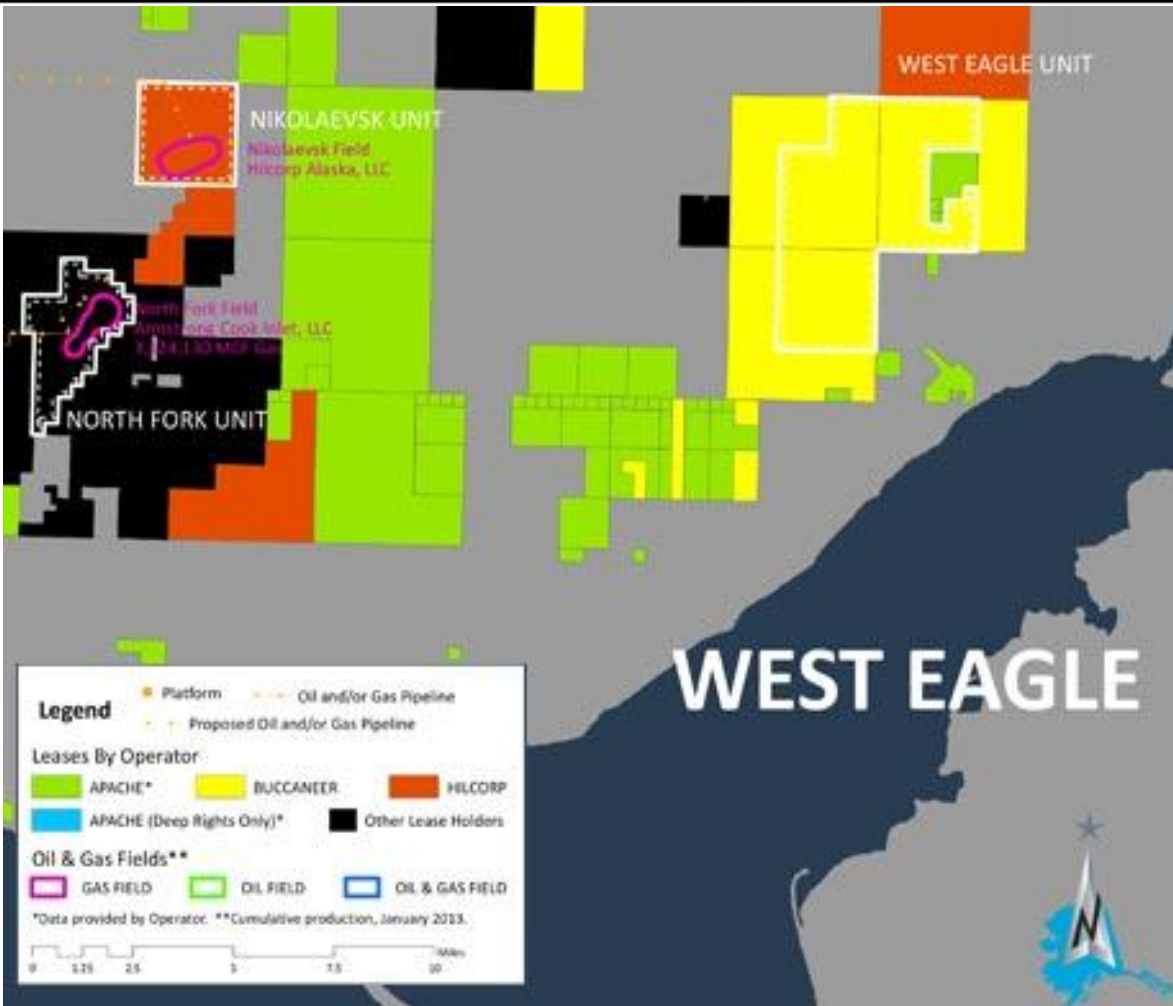 WEST EAGLE UNIT
NIKOLAEVSK UNIT
Nikolaevsk Field
Hilcorp Alaska, LLC
North Fork Field
Armstrong Cook Inlet, LLC
MCF Gas
NORTH FORK UNIT
WEST EAGLE
Legend
Platform
Oil and/or Gas Pipeline
Proposed Oil and/or Gas Pipeline
Leases By Operator
APACHE*
BUCCANEER
HILCORP
APACHE (Deep Rights Only)*
Other Lease Holders
Oil & Gas Fields**
GAS FIELD
OIL FIELD
OIL & GAS FIELD
*Data provided by Operator. **Cumulative production, January 2013.
Miles
0 1.25 2.5 5 7.5 10
N